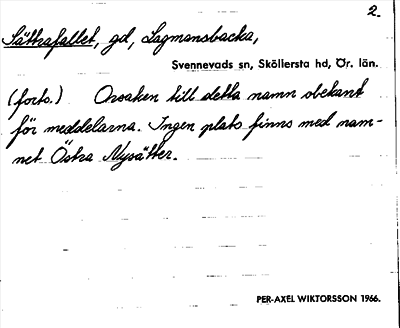 2.
Sättrafallet, gd, Lagmansbacka,
Svennevads sn, Sköllersta hd, Ör. län.
(forts.) Orsaken till detta namn obekant
för meddelarna. Ingen plats finns med nam-
net Östra Nysätter.
PER-AXEL WIKTORSSON 1966.